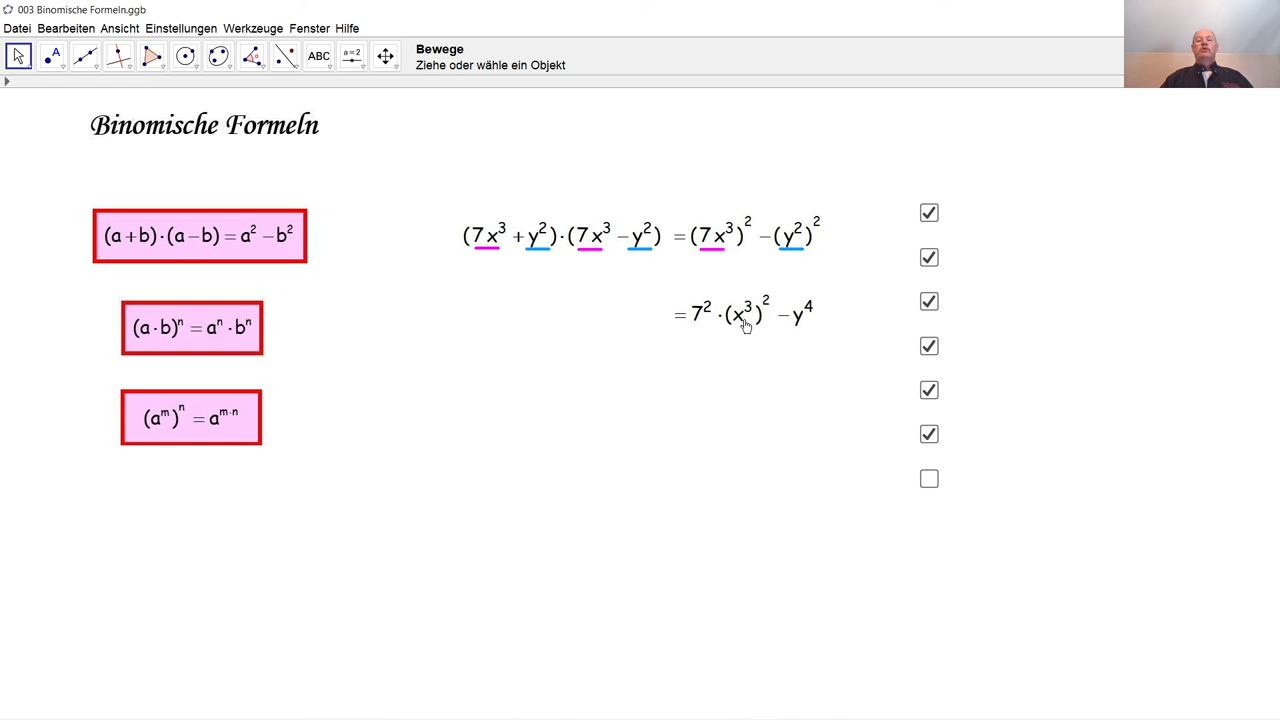 003 Binomische Formeln.ggb
Datei Bearbeiten Ansicht Einstellungen Werkzeuge Fenster Hilfe
A ABC a=2
Bewege
Ziehe oder wähle ein Objekt
Binomische Formeln
(a+b)·(a−b)=a²−b²
(7x³+y²)·(7x³−y²) =(7x³)²−(y²)²
(a·b)ⁿ=aⁿ·bⁿ
=7²·(x³)²−y⁴
(aᵐ)ⁿ=aᵐ·ⁿ